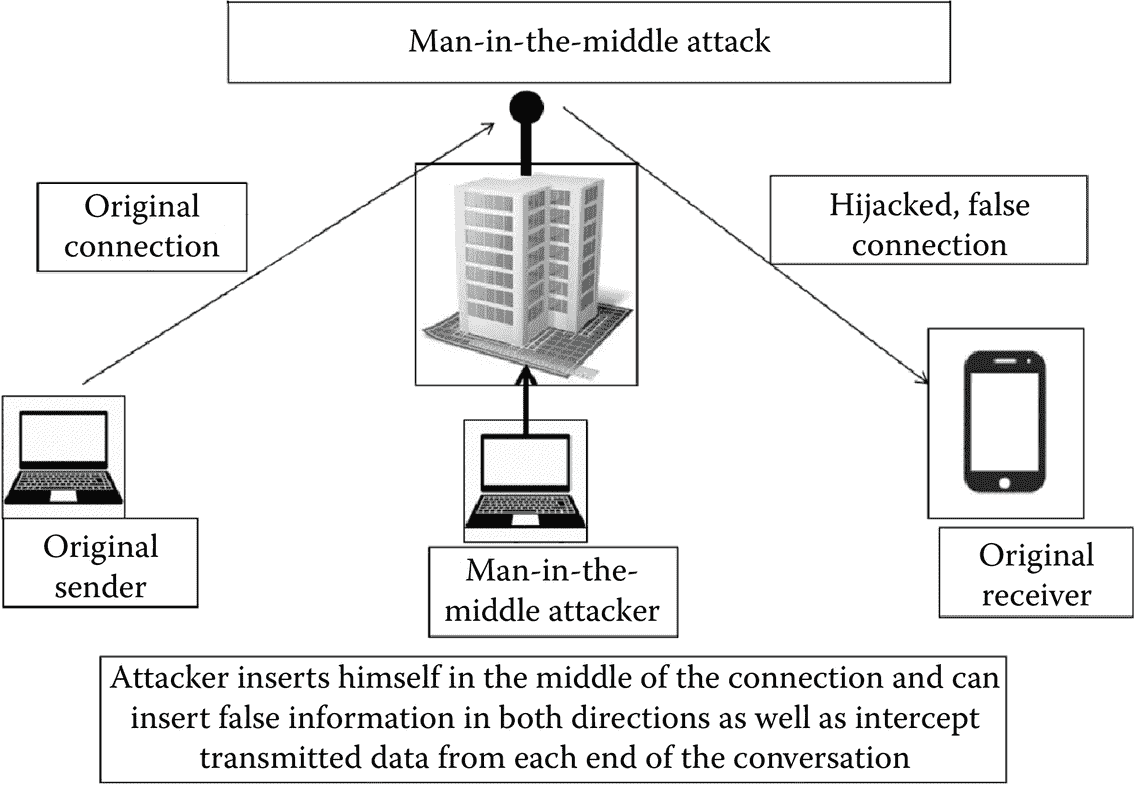 Man-in-the-middle attack
Original
connection
Hijacked, false
connection
Original
sender
Man-in-the-
middle attacker
Original
receiver
Attacker inserts himself in the middle of the connection and can
insert false information in both directions as well as intercept
transmitted data from each end of the conversation